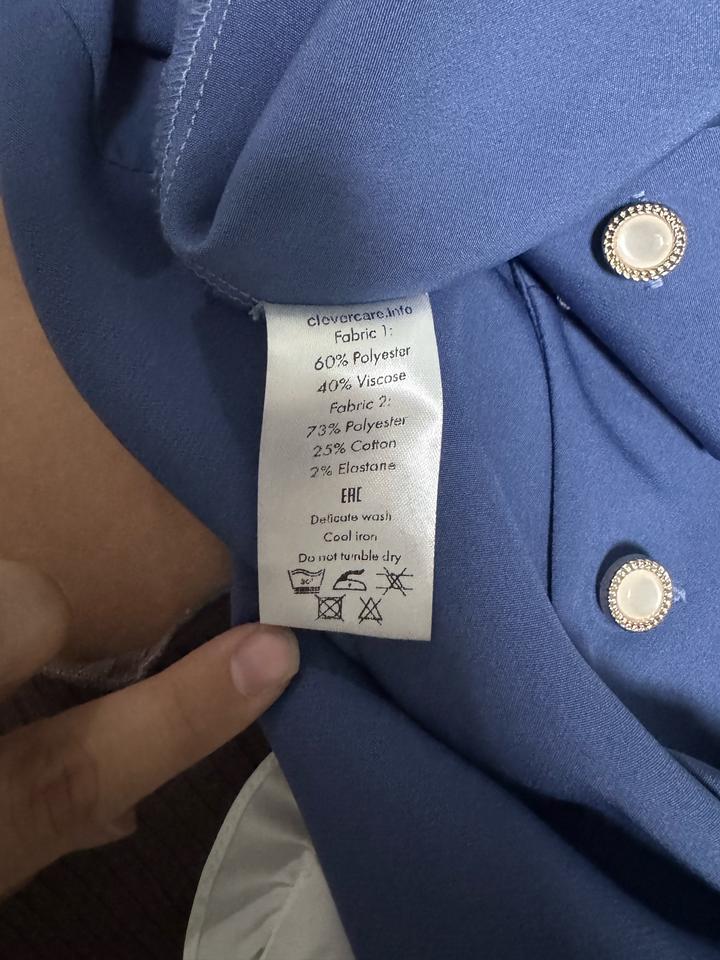 clevercare.info
Fabric 1:
60% Polyester
40% Viscose
Fabric 2:
73% Polyester
25% Cotton
2% Elastane
EAC
Delicate wash
Cool iron
Do not tumble dry
30°